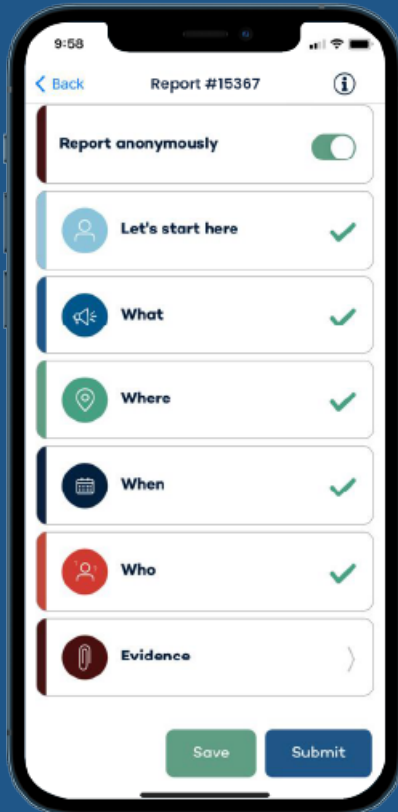 9:58
Back Report #15367
Report anonymously
Let's start here
What
Where
When
Who
Evidence
Save Submit